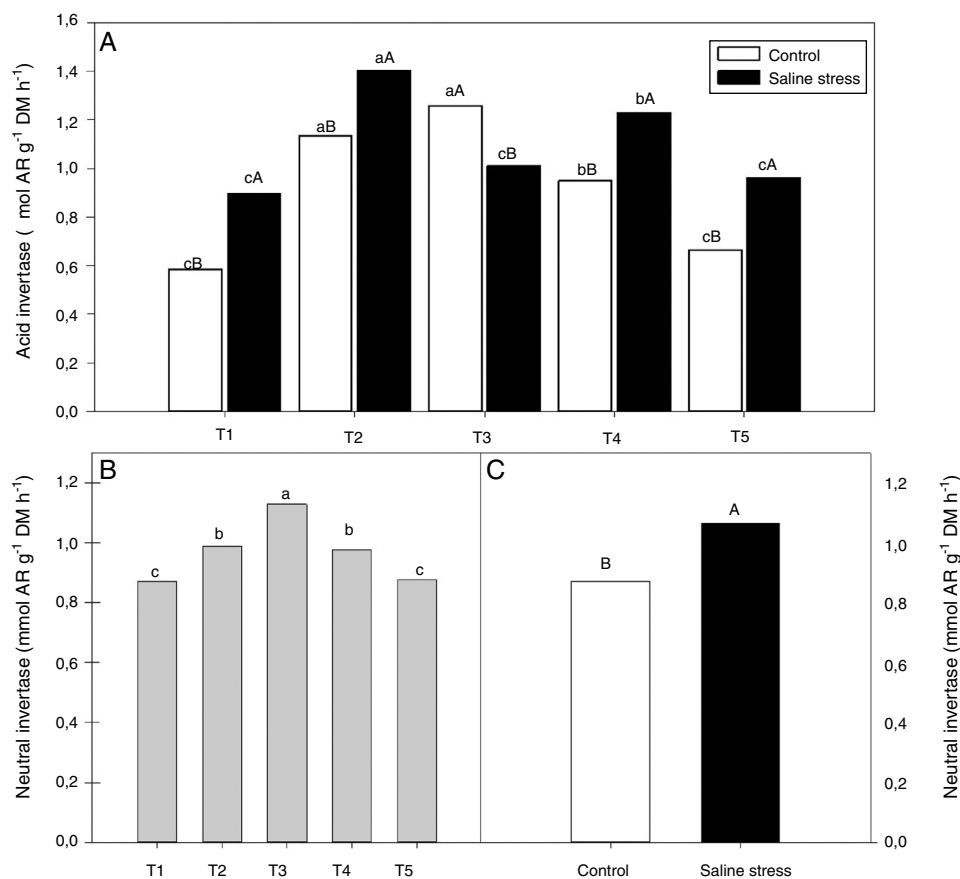 A
Control
Saline stress
Acid invertase ( mol AR g-1 DM h-1)
1,6
1,4
1,2
1,0
0,8
0,6
0,4
0,2
0,0
cB
cA
aB
aA
aA
cB
bB
bA
cB
cA
T1
T2
T3
T4
T5
B
Neutral invertase (mmol AR g-1 DM h-1)
1,2
1,0
0,8
0,6
0,4
0,2
0,0
c
b
a
b
c
T1
T2
T3
T4
T5
C
B
A
Control
Saline stress
1,2
1,0
0,8
0,6
0,4
0,2
0,0
Neutral invertase (mmol AR g-1 DM h-1)